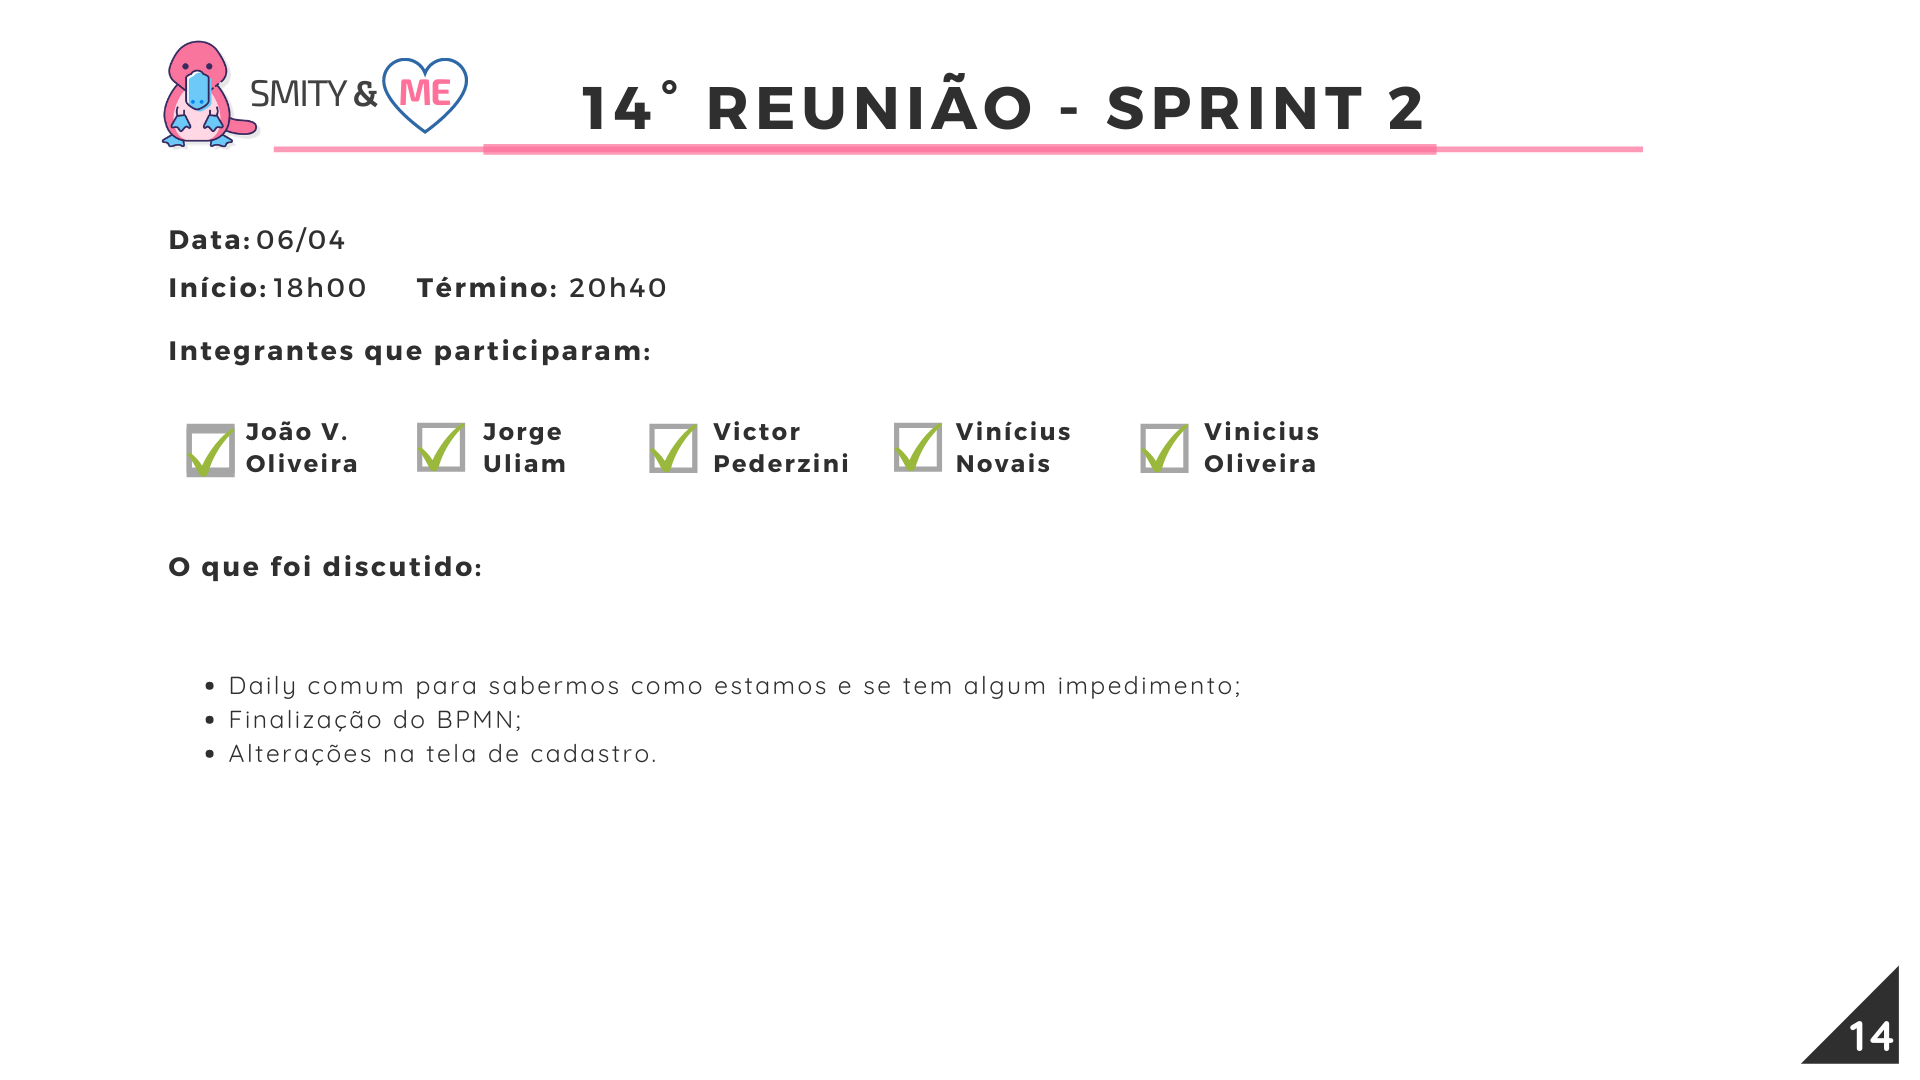 SMITY & ME
14° REUNIÃO - SPRINT 2
Data: 06/04
Início: 18h00 Término: 20h40
Integrantes que participaram:
João V. Oliveira
Jorge Uliam
Victor Pederzini
Vinícius Novais
Vinicius Oliveira
O que foi discutido:
• Daily comum para sabermos como estamos e se tem algum impedimento;
• Finalização do BPMN;
• Alterações na tela de cadastro.
14